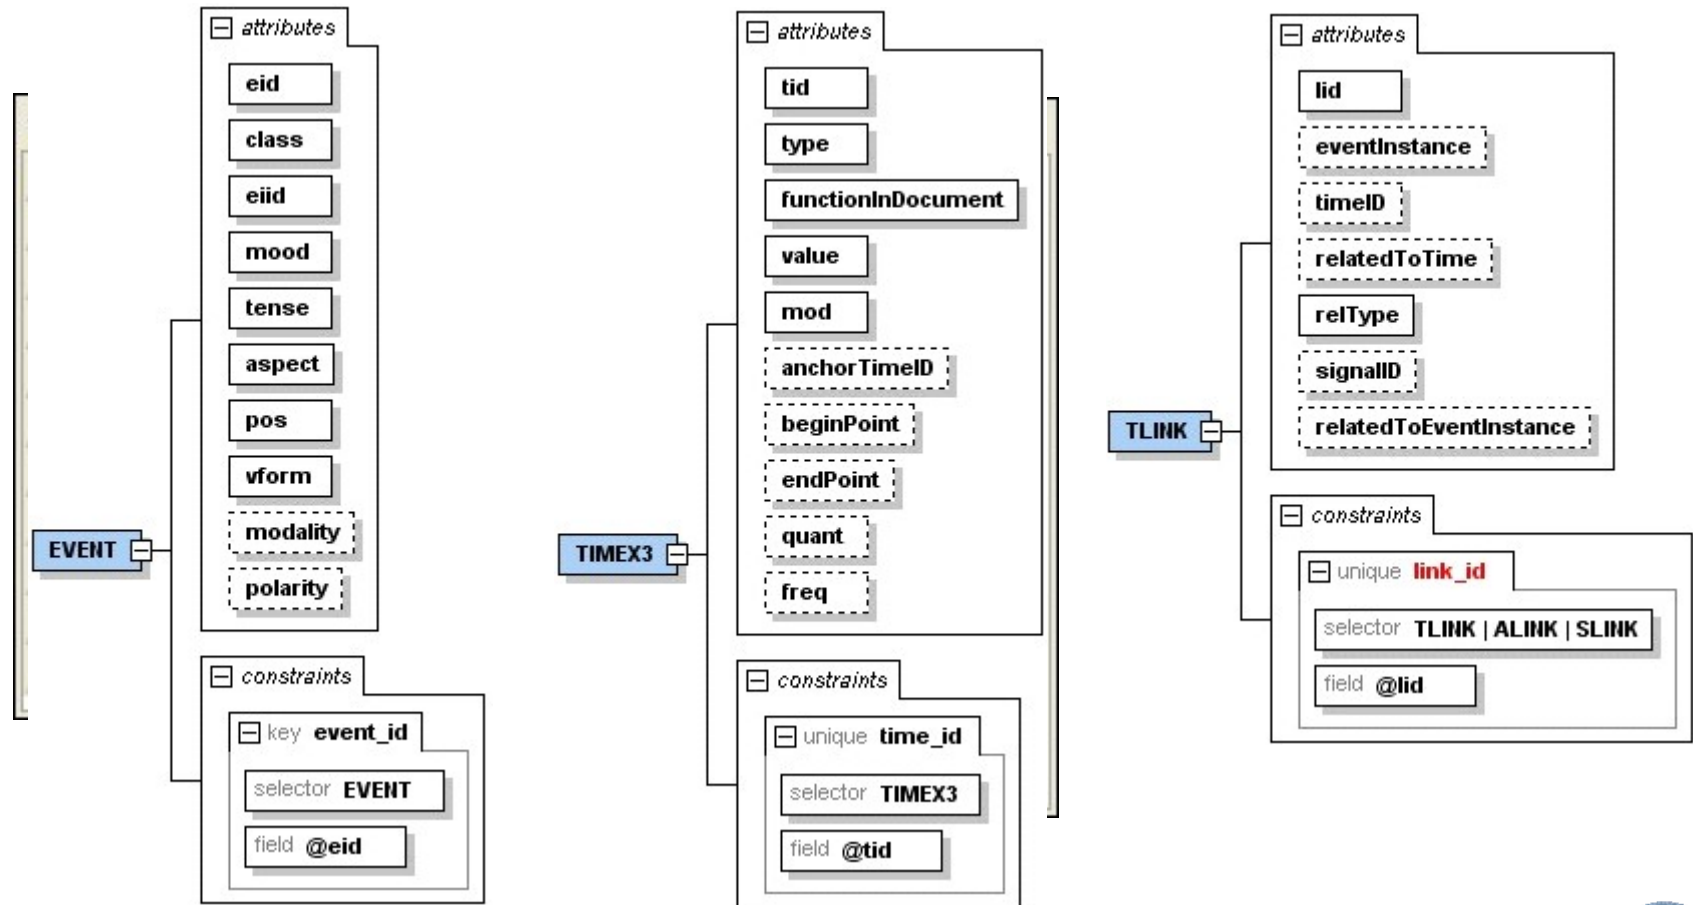 attributes
eid
class
eiid
mood
tense
aspect
pos
vform
modality
polarity
EVENT
constraints
key event_id
selector EVENT
field @eid
attributes
tid
type
functionInDocument
value
mod
anchorTimeID
beginPoint
endPoint
quant
freq
TIMEX3
constraints
unique time_id
selector TIMEX3
field @tid
attributes
lid
eventInstance
timeID
relatedToTime
relType
signalID
relatedToEventInstance
TLINK
constraints
unique link_id
selector TLINK | ALINK | SLINK
field @lid